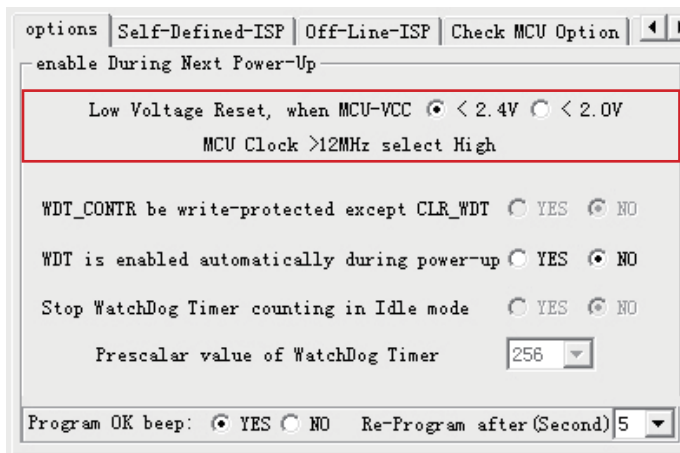 options Self-Defined-ISP Off-Line-ISP Check MCU Option
enable During Next Power-Up
Low Voltage Reset, when MCU-VCC < 2.4V < 2.0V
MCU Clock >12MHz select High
WDT_CONTR be write-protected except CLR_WDT YES NO
WDT is enabled automatically during power-up YES NO
Stop WatchDog Timer counting in Idle mode YES NO
Prescalar value of WatchDog Timer 256
Program OK beep: YES NO Re-Program after(Second) 5